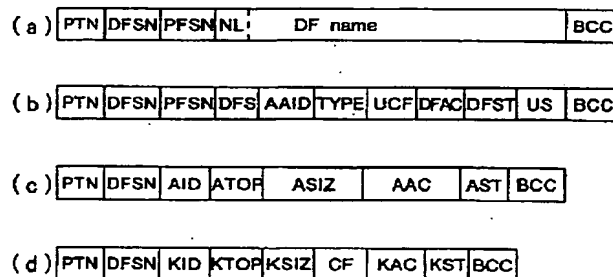 (a) PTN DFSN PFSN NL DF name BCC
(b) PTN DFSN PFSN DFS AAID TYPE UCF DFAC DFST US BCC
(c) PTN DFSN AID ATOP ASIZ AAC AST BCC
(d) PTN DFSN KID KTOP KSIZ CF KAC KST BCC